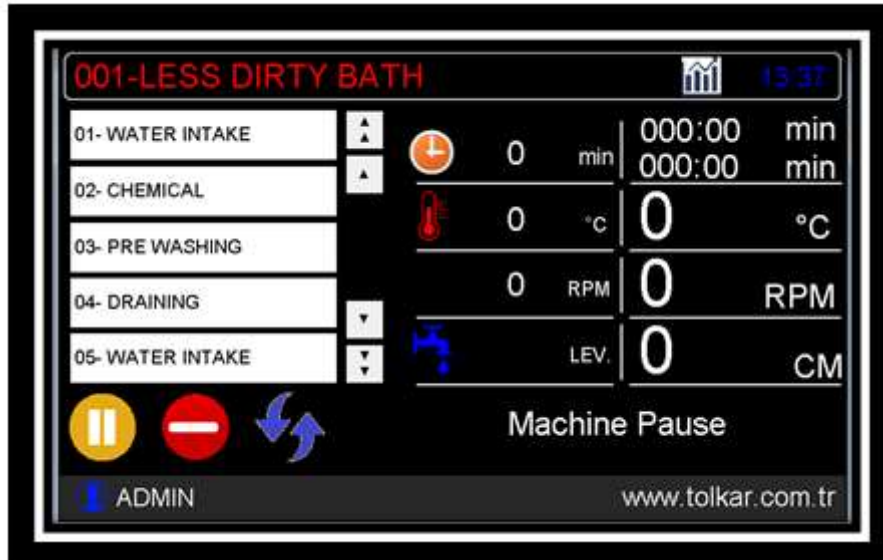 001-LESS DIRTY BATH 13:37
01- WATER INTAKE
02- CHEMICAL
03- PRE WASHING
04- DRAINING
05- WATER INTAKE
0 min 000:00 min
000:00 min
0 °C 0 °C
0 RPM 0 RPM
LEV. 0 CM
Machine Pause
ADMIN www.tolkar.com.tr